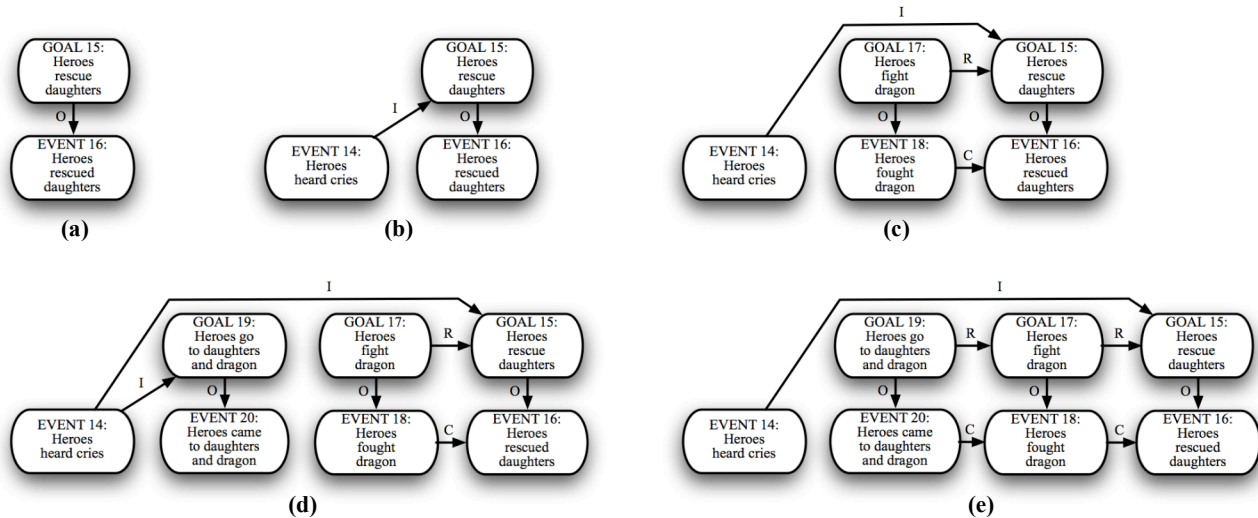 GOAL 15:
Heroes
rescue
daughters
O
EVENT 16:
Heroes
rescued
daughters
(a)
GOAL 15:
Heroes
rescue
daughters
I
O
EVENT 14:
Heroes
heard cries
EVENT 16:
Heroes
rescued
daughters
(b)
I
GOAL 17:
Heroes
fight
dragon
R
GOAL 15:
Heroes
rescue
daughters
O
O
EVENT 14:
Heroes
heard cries
EVENT 18:
Heroes
fought
dragon
C
EVENT 16:
Heroes
rescued
daughters
(c)
I
GOAL 19:
Heroes go
to daughters
and dragon
GOAL 17:
Heroes
fight
dragon
R
GOAL 15:
Heroes
rescue
daughters
I
O
O
O
EVENT 14:
Heroes
heard cries
EVENT 20:
Heroes came
to daughters
and dragon
EVENT 18:
Heroes
fought
dragon
C
EVENT 16:
Heroes
rescued
daughters
(d)
I
GOAL 19:
Heroes go
to daughters
and dragon
R
GOAL 17:
Heroes
fight
dragon
R
GOAL 15:
Heroes
rescue
daughters
O
O
O
EVENT 14:
Heroes
heard cries
EVENT 20:
Heroes came
to daughters
and dragon
C
EVENT 18:
Heroes
fought
dragon
C
EVENT 16:
Heroes
rescued
daughters
(e)